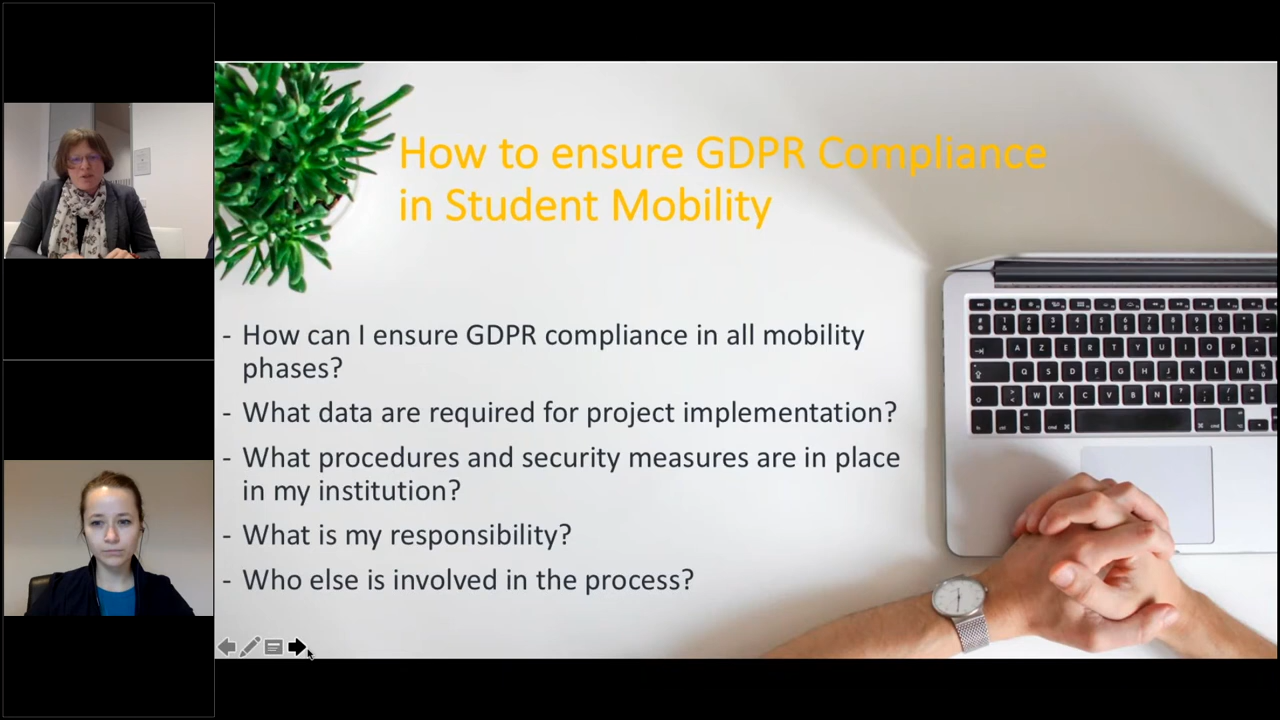 How to ensure GDPR Compliance
in Student Mobility
- How can I ensure GDPR compliance in all mobility
phases?
- What data are required for project implementation?
- What procedures and security measures are in place
in my institution?
- What is my responsibility?
- Who else is involved in the process?
A Z E R T Y U I O P
Q S D F G H J K L M
W X C V B N